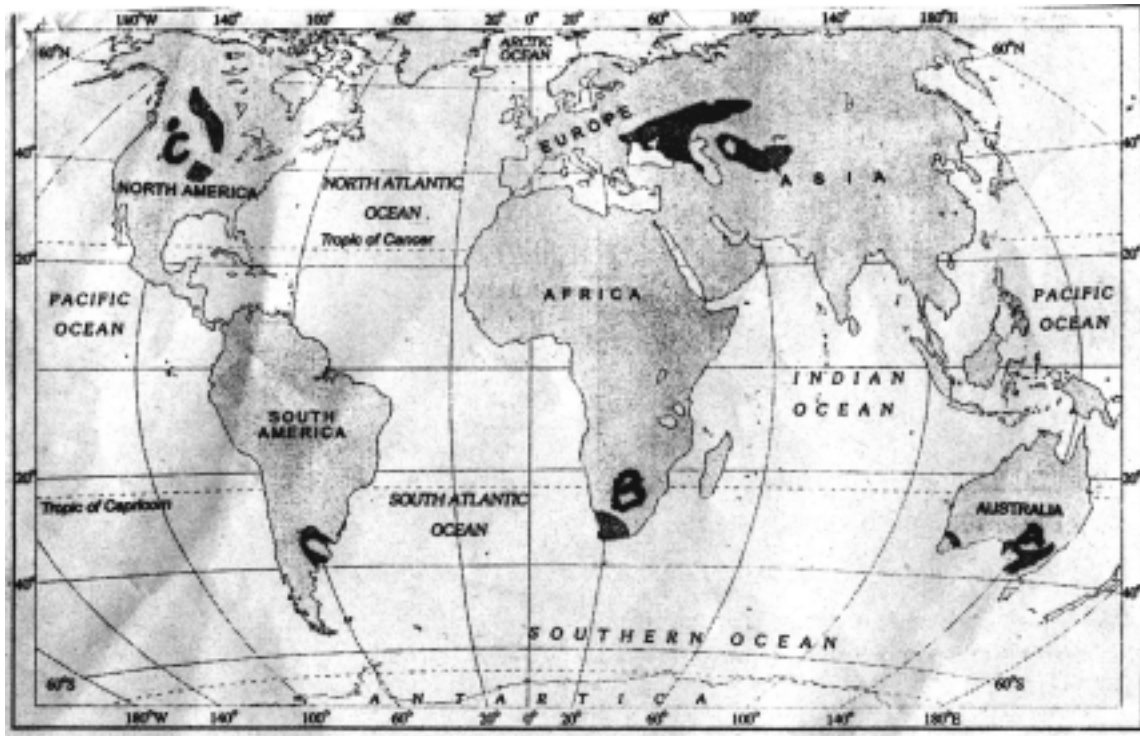 180°W 140° 100° 60° 20° 0° 20° 60° 100° 140° 180°E
ARCTIC
OCEAN
60°N
60°N
EUROPE
40°
40°
ASIA
NORTH AMERICA
NORTH ATLANTIC
OCEAN
Tropic of Cancer
20°
20°
PACIFIC
OCEAN
AFRICA
PACIFIC
OCEAN
INDIAN
OCEAN
SOUTH
AMERICA
20°
20°
Tropic of Capricorn
SOUTH ATLANTIC
OCEAN
B
AUSTRALIA
40°
40°
SOUTHERN OCEAN
60°S
60°S
ANTARTICA
180°W 140° 100° 60° 20° 0° 20° 60° 100° 140° 180°E